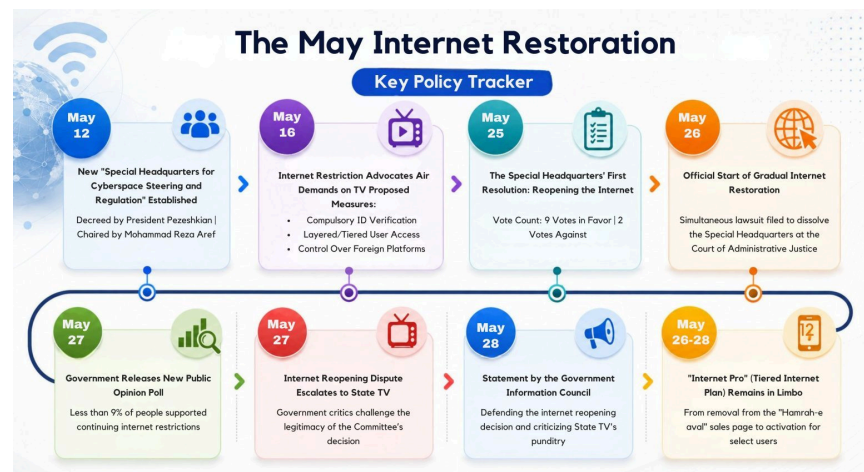 The May Internet Restoration
Key Policy Tracker
May
12
New "Special Headquarters for
Cyberspace Steering and
Regulation" Established
Decreed by President Pezeshkian |
Chaired by Mohammad Reza Aref
May
16
Internet Restriction Advocates Air
Demands on TV Proposed
Measures:
• Compulsory ID Verification
• Layered/Tiered User Access
• Control Over Foreign Platforms
May
25
The Special Headquarters' First
Resolution: Reopening the Internet
Vote Count: 9 Votes in Favor | 2
Votes Against
May
26
Official Start of Gradual Internet
Restoration
Simultaneous lawsuit filed to dissolve
the Special Headquarters at the
Court of Administrative Justice
May
27
Government Releases New Public
Opinion Poll
Less than 9% of people supported
continuing internet restrictions
May
27
Internet Reopening Dispute
Escalates to State TV
Government critics challenge the
legitimacy of the Committee's
decision
May
28
Statement by the Government
Information Council
Defending the internet reopening
decision and criticizing State TV's
punditry
May
26-28
12
"Internet Pro" (Tiered Internet
Plan) Remains in Limbo
From removal from the "Hamrah-e
aval" sales page to activation for
select users